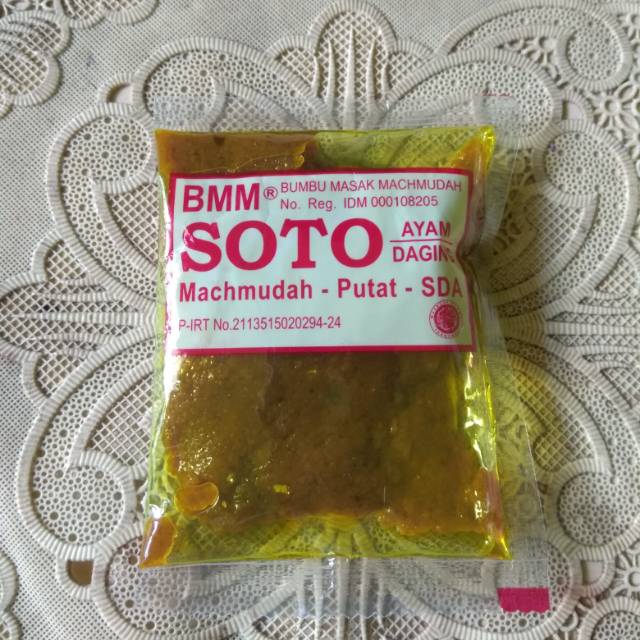 BMM® BUMBU MASAK MACHMUDAH
No. Reg. IDM 000108205
SOTO AYAM
DAGING
Machmudah - Putat - SDA
P-IRT No.2113515020294-24